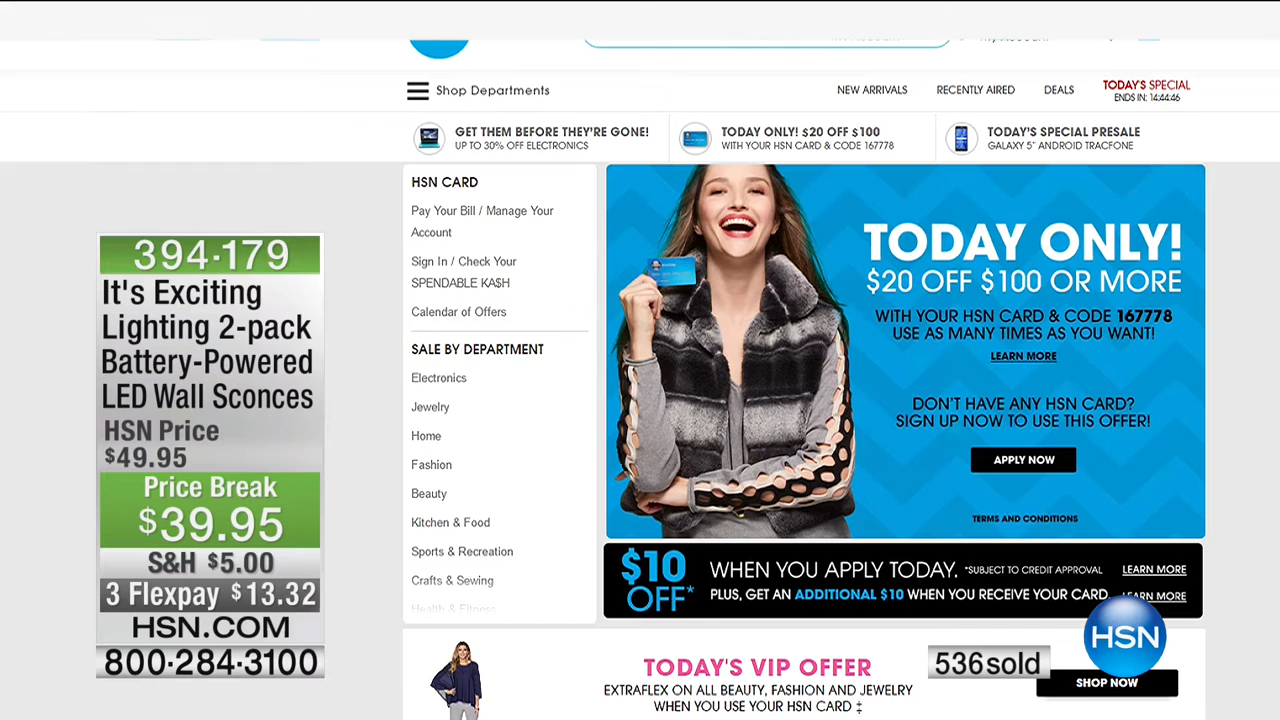 Shop Departments
NEW ARRIVALS
RECENTLY AIRED
DEALS
TODAY'S SPECIAL
ENDS IN: 14:44:46
GET THEM BEFORE THEY'RE GONE!
UP TO 30% OFF ELECTRONICS
TODAY ONLY! $20 OFF $100
WITH YOUR HSN CARD & CODE 167778
TODAY'S SPECIAL PRESALE
GALAXY 5" ANDROID TRACFONE
394·179
It's Exciting
Lighting 2-pack
Battery-Powered
LED Wall Sconces
HSN Price
$49.95
Price Break
$39.95
S&H $5.00
3 Flexpay $13.32
HSN.COM
800·284·3100
HSN CARD
Pay Your Bill / Manage Your
Account
Sign In / Check Your
SPENDABLE KA$H
Calendar of Offers
SALE BY DEPARTMENT
Electronics
Jewelry
Home
Fashion
Beauty
Kitchen & Food
Sports & Recreation
Crafts & Sewing
Health & Fitness
TODAY ONLY!
$20 OFF $100 OR MORE
WITH YOUR HSN CARD & CODE 167778
USE AS MANY TIMES AS YOU WANT!
LEARN MORE
DON'T HAVE ANY HSN CARD?
SIGN UP NOW TO USE THIS OFFER!
APPLY NOW
TERMS AND CONDITIONS
$10
OFF*
WHEN YOU APPLY TODAY. *SUBJECT TO CREDIT APPROVAL LEARN MORE
PLUS, GET AN ADDITIONAL $10 WHEN YOU RECEIVE YOUR CARD. LEARN MORE
TODAY'S VIP OFFER
EXTRAFLEX ON ALL BEAUTY, FASHION AND JEWELRY
WHEN YOU USE YOUR HSN CARD ‡
536 sold
HSN
SHOP NOW